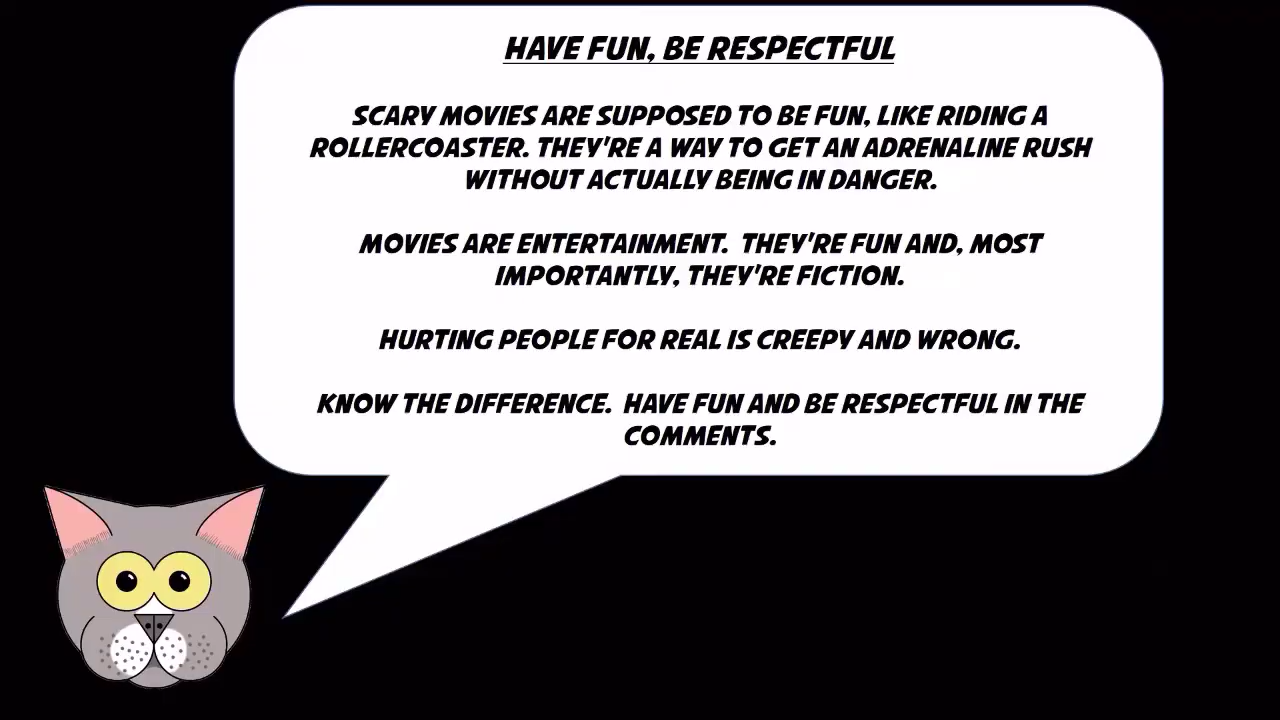 HAVE FUN, BE RESPECTFUL
SCARY MOVIES ARE SUPPOSED TO BE FUN, LIKE RIDING A
ROLLERCOASTER. THEY'RE A WAY TO GET AN ADRENALINE RUSH
WITHOUT ACTUALLY BEING IN DANGER.
MOVIES ARE ENTERTAINMENT.  THEY'RE FUN AND, MOST
IMPORTANTLY, THEY'RE FICTION.
HURTING PEOPLE FOR REAL IS CREEPY AND WRONG.
KNOW THE DIFFERENCE.  HAVE FUN AND BE RESPECTFUL IN THE
COMMENTS.